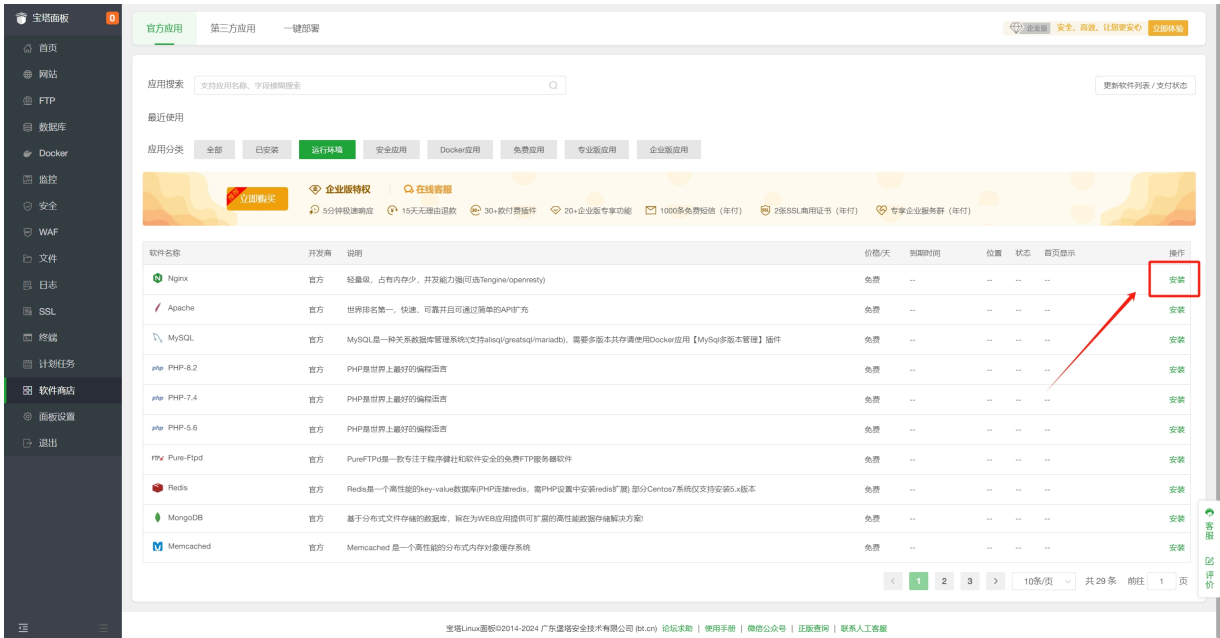 宝塔面板 0
首页
网站
FTP
数据库
Docker
监控
安全
WAF
文件
日志
SSL
终端
计划任务
软件商店
面板设置
退出
官方应用 第三方应用 一键部署
企业版 安全、高效、让您更安心 立即体验
应用搜索 支持应用名称、字段模糊搜索 更新软件列表 / 支付状态
最近使用
应用分类 全部 已安装 运行环境 安全应用 Docker应用 免费应用 专业版应用 企业版应用
立即购买 企业版特权 在线客服
5分钟极速响应 15天无理由退款 30+款付费插件 20+企业版专享功能 1000条免费短信（年付） 2张SSL商用证书（年付） 专享企业服务群（年付）
软件名称 开发商 说明 价格/天 到期时间 位置 状态 首页显示 操作
Nginx 官方 轻量级，占有内存少，并发能力强(可选Tengine/openresty) 免费 -- -- -- -- 安装
Apache 官方 世界排名第一，快速、可靠并且可通过简单的API扩充 免费 -- -- -- -- 安装
MySQL 官方 MySQL是一种关系数据库管理系统!(支持alisql/greatsql/mariadb)，需要多版本共存请使用Docker应用【MySql多版本管理】插件 免费 -- -- -- -- 安装
php PHP-8.2 官方 PHP是世界上最好的编程语言 免费 -- -- -- -- 安装
php PHP-7.4 官方 PHP是世界上最好的编程语言 免费 -- -- -- -- 安装
php PHP-5.6 官方 PHP是世界上最好的编程语言 免费 -- -- -- -- 安装
Pure-Ftpd 官方 PureFTPd是一款专注于程序健壮和软件安全的免费FTP服务器软件 免费 -- -- -- -- 安装
Redis 官方 Redis是一个高性能的key-value数据库(PHP连接redis，需PHP设置中安装redis扩展) 部分Centos7系统仅支持安装5.x版本 免费 -- -- -- -- 安装
MongoDB 官方 基于分布式文件存储的数据库，旨在为WEB应用提供可扩展的高性能数据存储解决方案! 免费 -- -- -- -- 安装
Memcached 官方 Memcached 是一个高性能的分布式内存对象缓存系统 免费 -- -- -- -- 安装
1 2 3 10条/页 共 29 条 前往 1 页
客服
评价
宝塔Linux面板©2014-2024 广东堡塔安全技术有限公司 (bt.cn) 论坛求助 | 使用手册 | 微信公众号 | 正版查询 | 联系人工客服